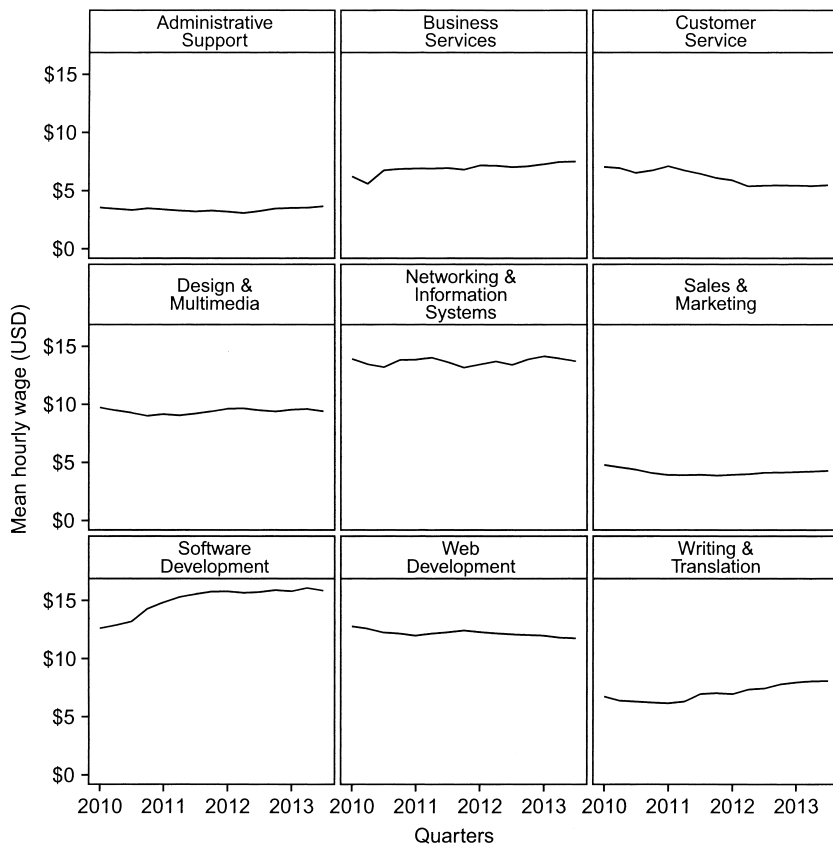 Administrative
Support
Business
Services
Customer
Service
$15
$10
$5
$0
Design &
Multimedia
Networking &
Information
Systems
Sales &
Marketing
$15
$10
$5
$0
Software
Development
Web
Development
Writing &
Translation
$15
$10
$5
$0
Mean hourly wage (USD)
2010 2011 2012 2013 2010 2011 2012 2013 2010 2011 2012 2013
Quarters